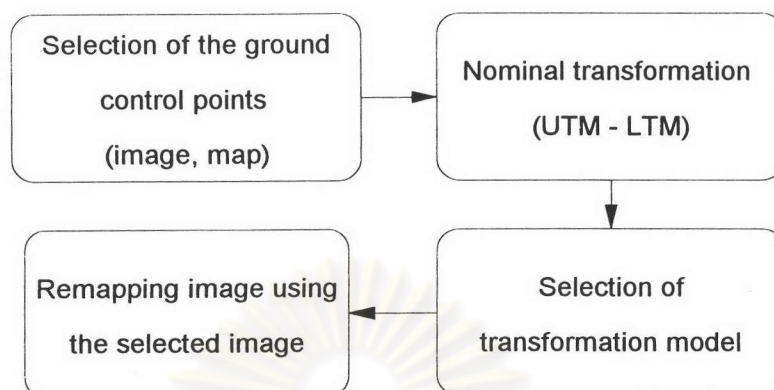 Selection of the ground
control points
(image, map)
Nominal transformation
(UTM - LTM)
Selection of
transformation model
Remapping image using
the selected image